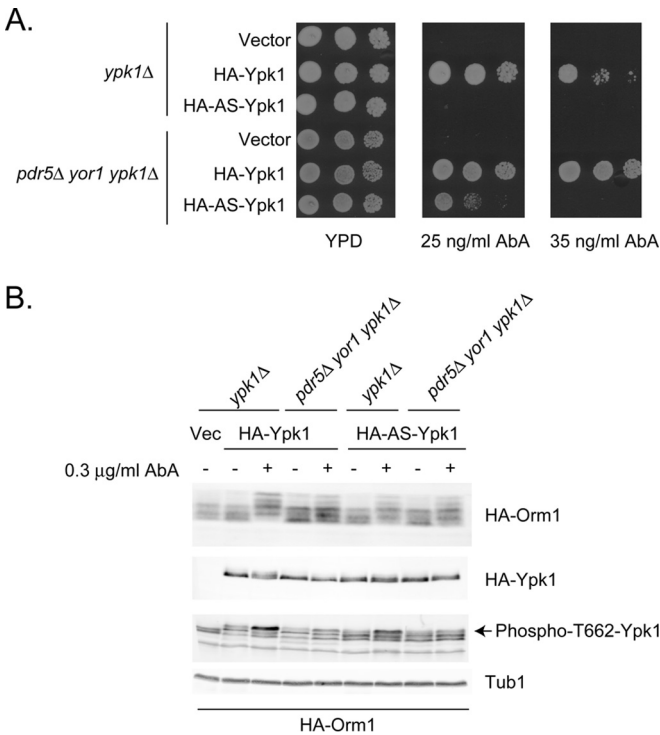 A.
ypk1Δ
Vector
HA-Ypk1
HA-AS-Ypk1
pdr5Δ yor1 ypk1Δ
Vector
HA-Ypk1
HA-AS-Ypk1
YPD
25 ng/ml AbA
35 ng/ml AbA
B.
ypk1Δ
pdr5Δ yor1 ypk1Δ
ypk1Δ
pdr5Δ yor1 ypk1Δ
Vec
HA-Ypk1
HA-AS-Ypk1
0.3 µg/ml AbA
- - + - + - + - +
HA-Orm1
HA-Ypk1
Phospho-T662-Ypk1
Tub1
HA-Orm1